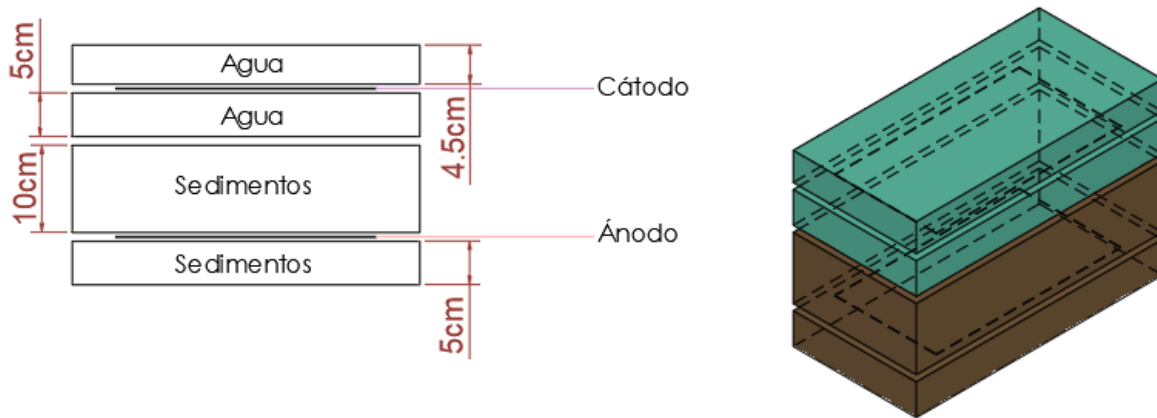 Agua
5cm
Cátodo
Agua
4.5cm
10cm
Sedimentos
Ánodo
Sedimentos
5cm